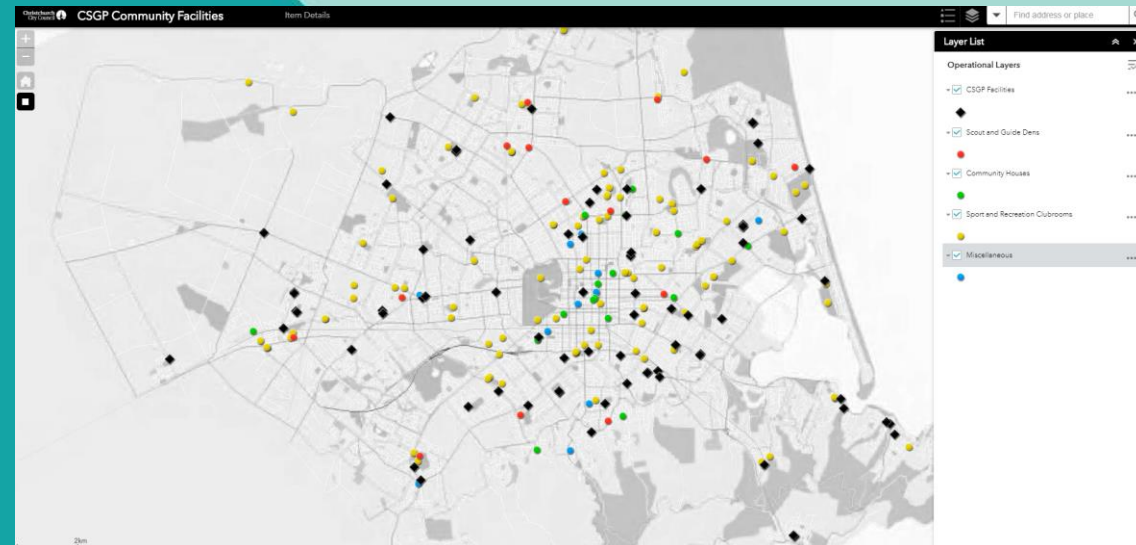 Christchurch
City Council
CSGP Community Facilities
Item Details
Find address or place
Layer List
Operational Layers
CSGP Facilities
Scout and Guide Dens
Community Houses
Sport and Recreation Clubrooms
Miscellaneous
2km